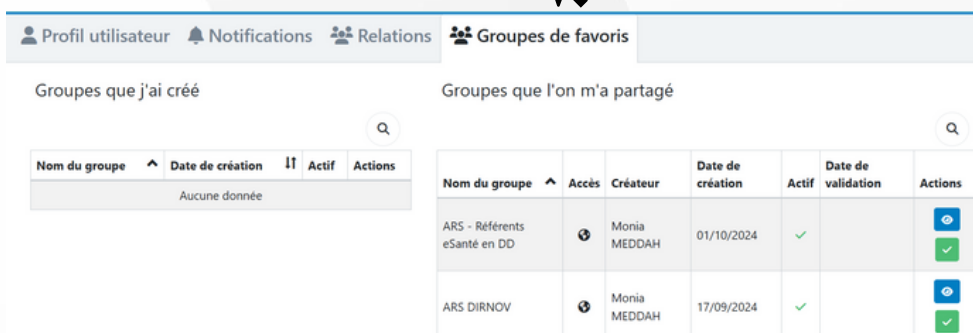 Profil utilisateur Notifications Relations Groupes de favoris
Groupes que j'ai créé
Nom du groupe Date de création Actif Actions
Aucune donnée
Groupes que l'on m'a partagé
Nom du groupe Accès Créateur Date de création Actif Date de validation Actions
ARS - Référents
eSanté en DD
Monia
MEDDAH
01/10/2024
ARS DIRNOV
Monia
MEDDAH
17/09/2024